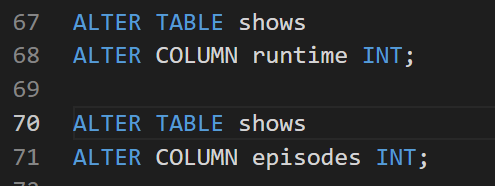 67 ALTER TABLE shows
68 ALTER COLUMN runtime INT;
69
70 ALTER TABLE shows
71 ALTER COLUMN episodes INT;